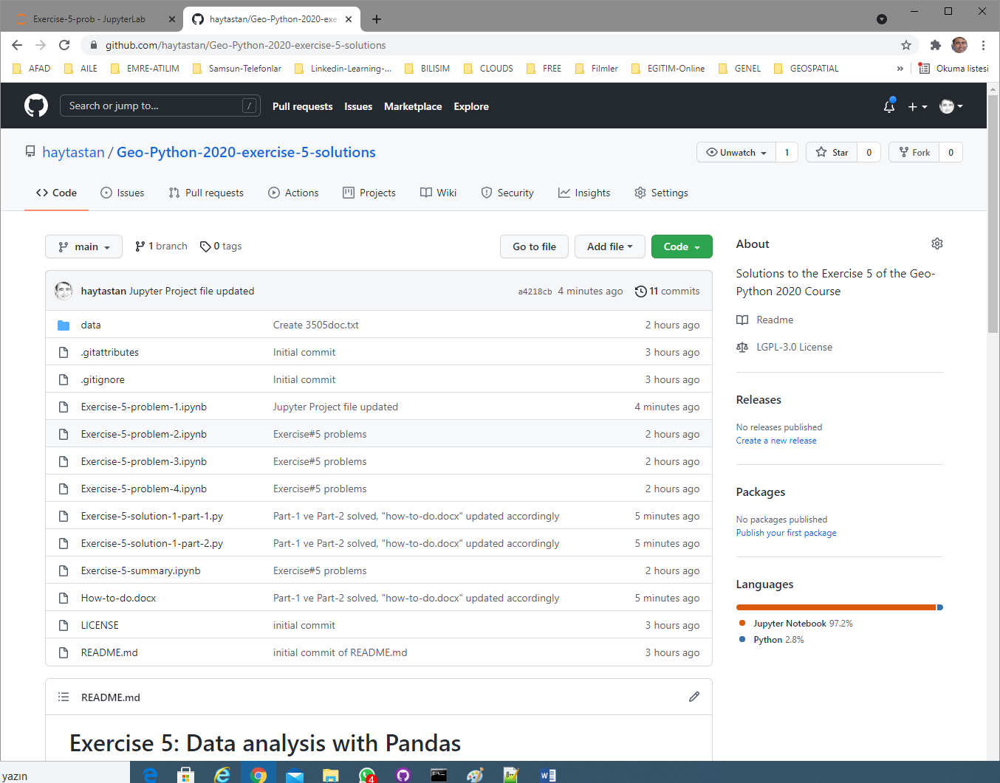 Exercise-5-prob - JupyterLab
haytastan/Geo-Python-2020-exe
github.com/haytastan/Geo-Python-2020-exercise-5-solutions
AFAD AILE EMRE-ATILIM Samsun-Telefonlar Linkedin-Learning-... BILISIM CLOUDS FREE Filmler EGITIM-Online GENEL GEOSPATIAL » Okuma listesi
Search or jump to... / Pull requests Issues Marketplace Explore
haytastan / Geo-Python-2020-exercise-5-solutions
Unwatch 1 Star 0 Fork 0
Code Issues Pull requests Actions Projects Wiki Security Insights Settings
main 1 branch 0 tags Go to file Add file Code
haytastan Jupyter Project file updated a4218cb 4 minutes ago 11 commits
data Create 3505doc.txt 2 hours ago
.gitattributes Initial commit 3 hours ago
.gitignore Initial commit 3 hours ago
Exercise-5-problem-1.ipynb Jupyter Project file updated 4 minutes ago
Exercise-5-problem-2.ipynb Exercise#5 problems 2 hours ago
Exercise-5-problem-3.ipynb Exercise#5 problems 2 hours ago
Exercise-5-problem-4.ipynb Exercise#5 problems 2 hours ago
Exercise-5-solution-1-part-1.py Part-1 ve Part-2 solved, "how-to-do.docx" updated accordingly 5 minutes ago
Exercise-5-solution-1-part-2.py Part-1 ve Part-2 solved, "how-to-do.docx" updated accordingly 5 minutes ago
Exercise-5-summary.ipynb Exercise#5 problems 2 hours ago
How-to-do.docx Part-1 ve Part-2 solved, "how-to-do.docx" updated accordingly 5 minutes ago
LICENSE initial commit 3 hours ago
README.md initial commit of README.md 3 hours ago
README.md
Exercise 5: Data analysis with Pandas
About
Solutions to the Exercise 5 of the Geo-
Python 2020 Course
Readme
LGPL-3.0 License
Releases
No releases published
Create a new release
Packages
No packages published
Publish your first package
Languages
Jupyter Notebook 97.2%
Python 2.8%
yazın
4